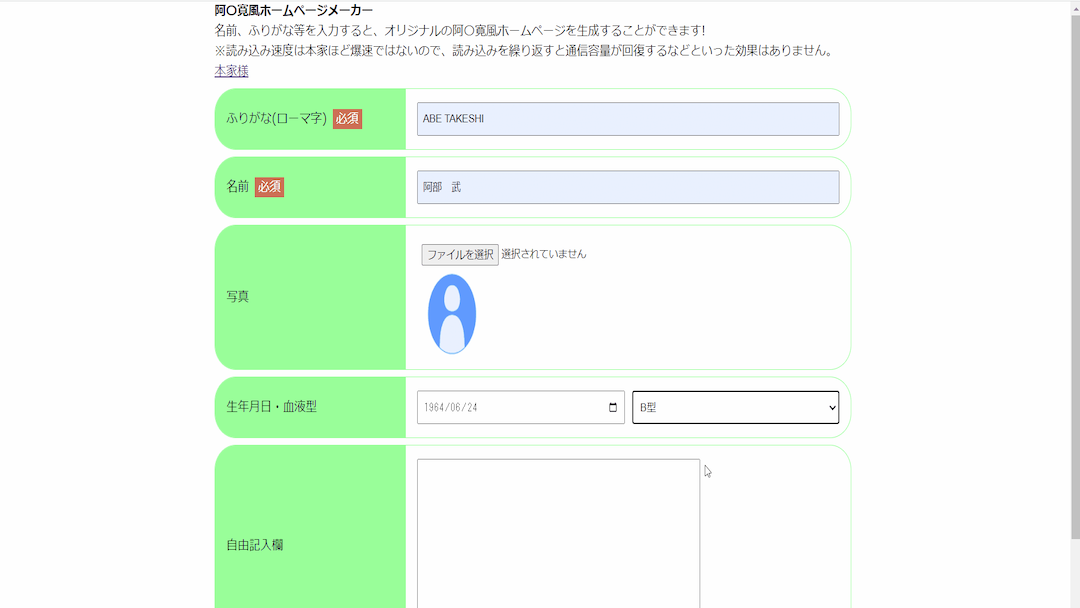 阿〇寛風ホームページメーカー
名前、ふりがな等を入力すると、オリジナルの阿〇寛風ホームページを生成することができます!
※読み込み速度は本家ほど爆速ではないので、読み込みを繰り返すと通信容量が回復するなどといった効果はありません。
本家様
ふりがな(ローマ字) 必須
ABE TAKESHI
名前 必須
阿部　武
写真
ファイルを選択 選択されていません
生年月日・血液型
1964/06/24
B型
自由記入欄